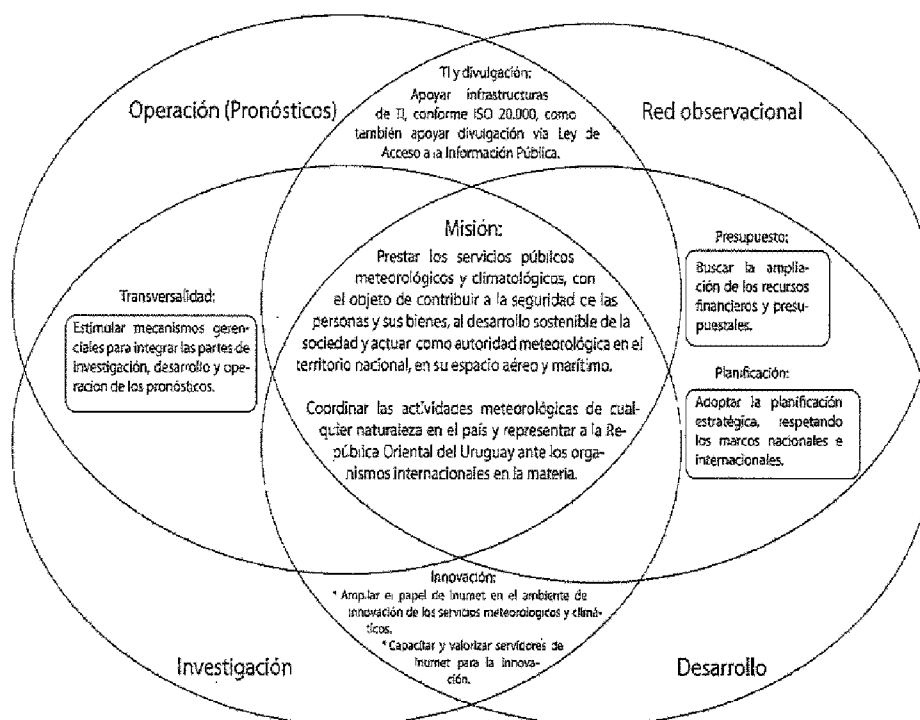 TI y divulgación:
Apoyar infraestructuras
de TI, conforme ISO 20.000, como
también apoyar divulgación vía Ley de
Acceso a la Información Pública.
Operación (Pronósticos)
Red observacional
Misión:
Prestar los servicios públicos
meteorológicos y climatológicos, con
el objeto de contribuir a la seguridad de las
personas y sus bienes, al desarrollo sostenible de la
sociedad y actuar como autoridad meteorológica en el
territorio nacional, en su espacio aéreo y marítimo.
Coordinar las actividades meteorológicas de cual-
quier naturaleza en el país y representar a la Re-
pública Oriental del Uruguay ante los orga-
nismos internacionales en la materia.
Transversalidad:
Estimular mecanismos geren-
ciales para integrar las partes de
investigación, desarrollo y ope-
racion de los pronósticos.
Presupuesto:
Buscar la amplia-
ción de los recursos
financieros y presu-
puestales.
Planificación:
Adoptar la planificación
estratégica, respetando
los marcos nacionales e
internacionales.
Innovación:
* Ampliar el papel de Inumet en el ambiente de
innovación de los servicios meteorologicos y climá-
ticos.
* Capacitar y valorizar servidores de
Inumet para la innova-
ción.
Investigación
Desarrollo